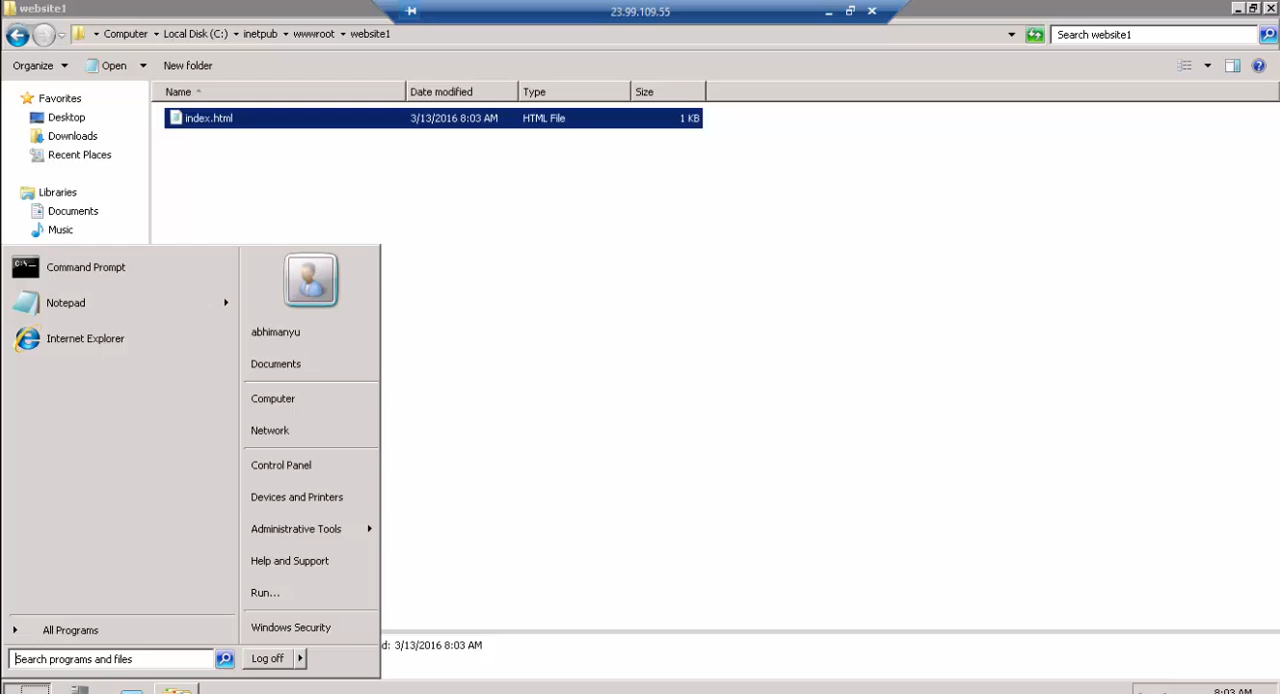 website1
23.99.109.55
Computer Local Disk (C:) inetpub wwwroot website1
Search website1
Organize Open New folder
Name Date modified Type Size
index.html 3/13/2016 8:03 AM HTML File 1 KB
Favorites
Desktop
Downloads
Recent Places
Libraries
Documents
Music
Command Prompt
Notepad
Internet Explorer
All Programs
Search programs and files
abhimanyu
Documents
Computer
Network
Control Panel
Devices and Printers
Administrative Tools
Help and Support
Run...
Windows Security
Log off
d: 3/13/2016 8:03 AM
8:03 AM